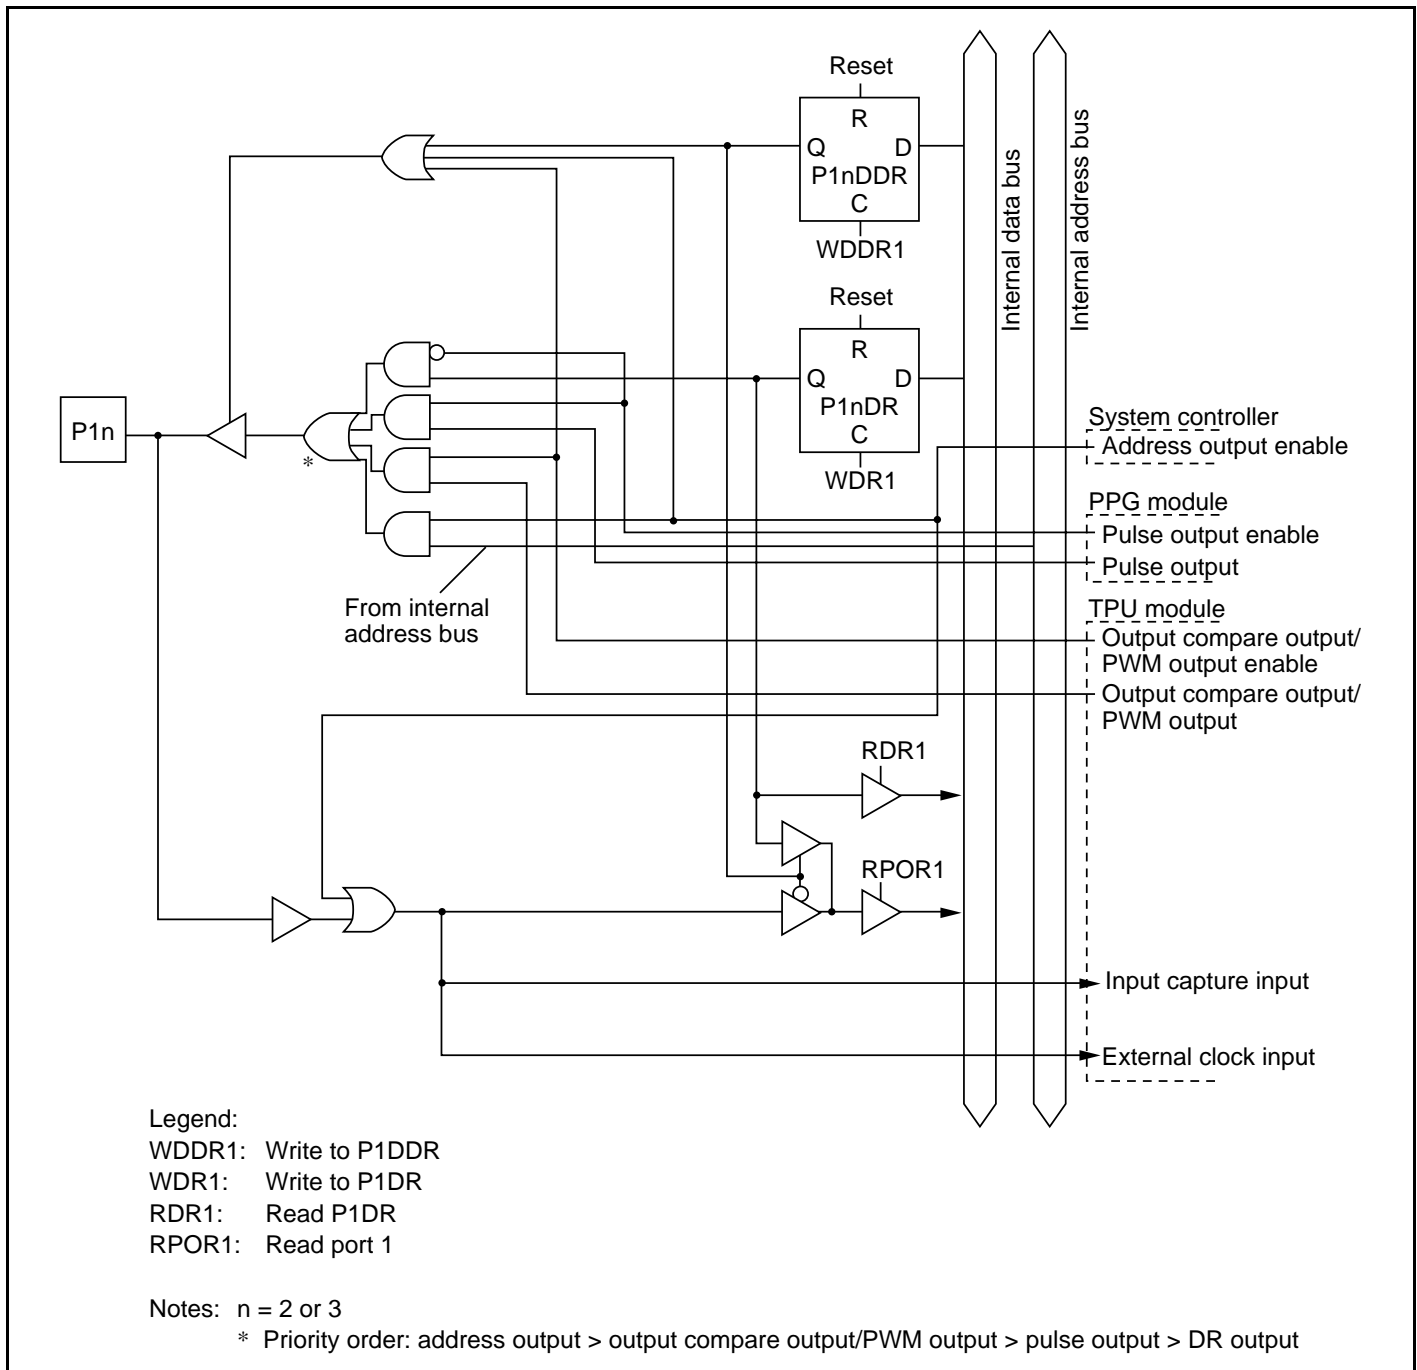 Reset
R
Q D
P1nDDR
C
WDDR1
Internal data bus
Internal address bus
Reset
R
Q D
P1nDR
C
WDR1
P1n
*
System controller
Address output enable
PPG module
Pulse output enable
Pulse output
From internal
address bus
TPU module
Output compare output/
PWM output enable
Output compare output/
PWM output
RDR1
RPOR1
Input capture input
External clock input
Legend:
WDDR1: Write to P1DDR
WDR1: Write to P1DR
RDR1: Read P1DR
RPOR1: Read port 1
Notes: n = 2 or 3
* Priority order: address output > output compare output/PWM output > pulse output > DR output